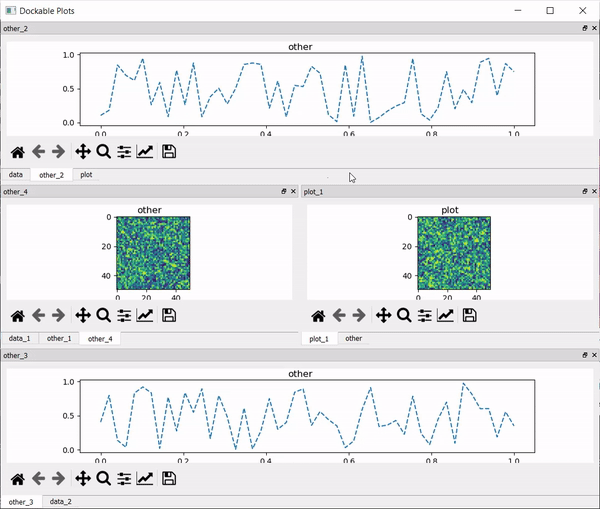 Dockable Plots
other_2
other
1.0
0.5
0.0
0.0 0.2 0.4 0.6 0.8 1.0
data other_2 plot
other_4
other
0
20
40
0 20 40
data_1 other_1 other_4
plot_1
plot
0
20
40
0 20 40
plot_1 other
other_3
other
1.0
0.5
0.0
0.0 0.2 0.4 0.6 0.8 1.0
other_3 data_2